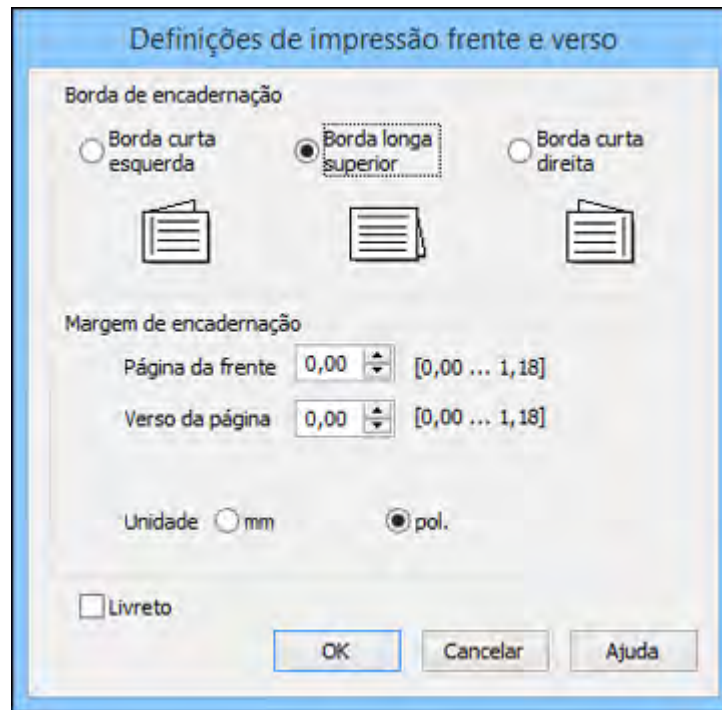 Definições de impressão frente e verso
Borda de encadernação
Borda curta esquerda
Borda longa superior
Borda curta direita
Margem de encadernação
Página da frente 0,00 [0,00 ... 1,18]
Verso da página 0,00 [0,00 ... 1,18]
Unidade mm pol.
Livreto
OK Cancelar Ajuda